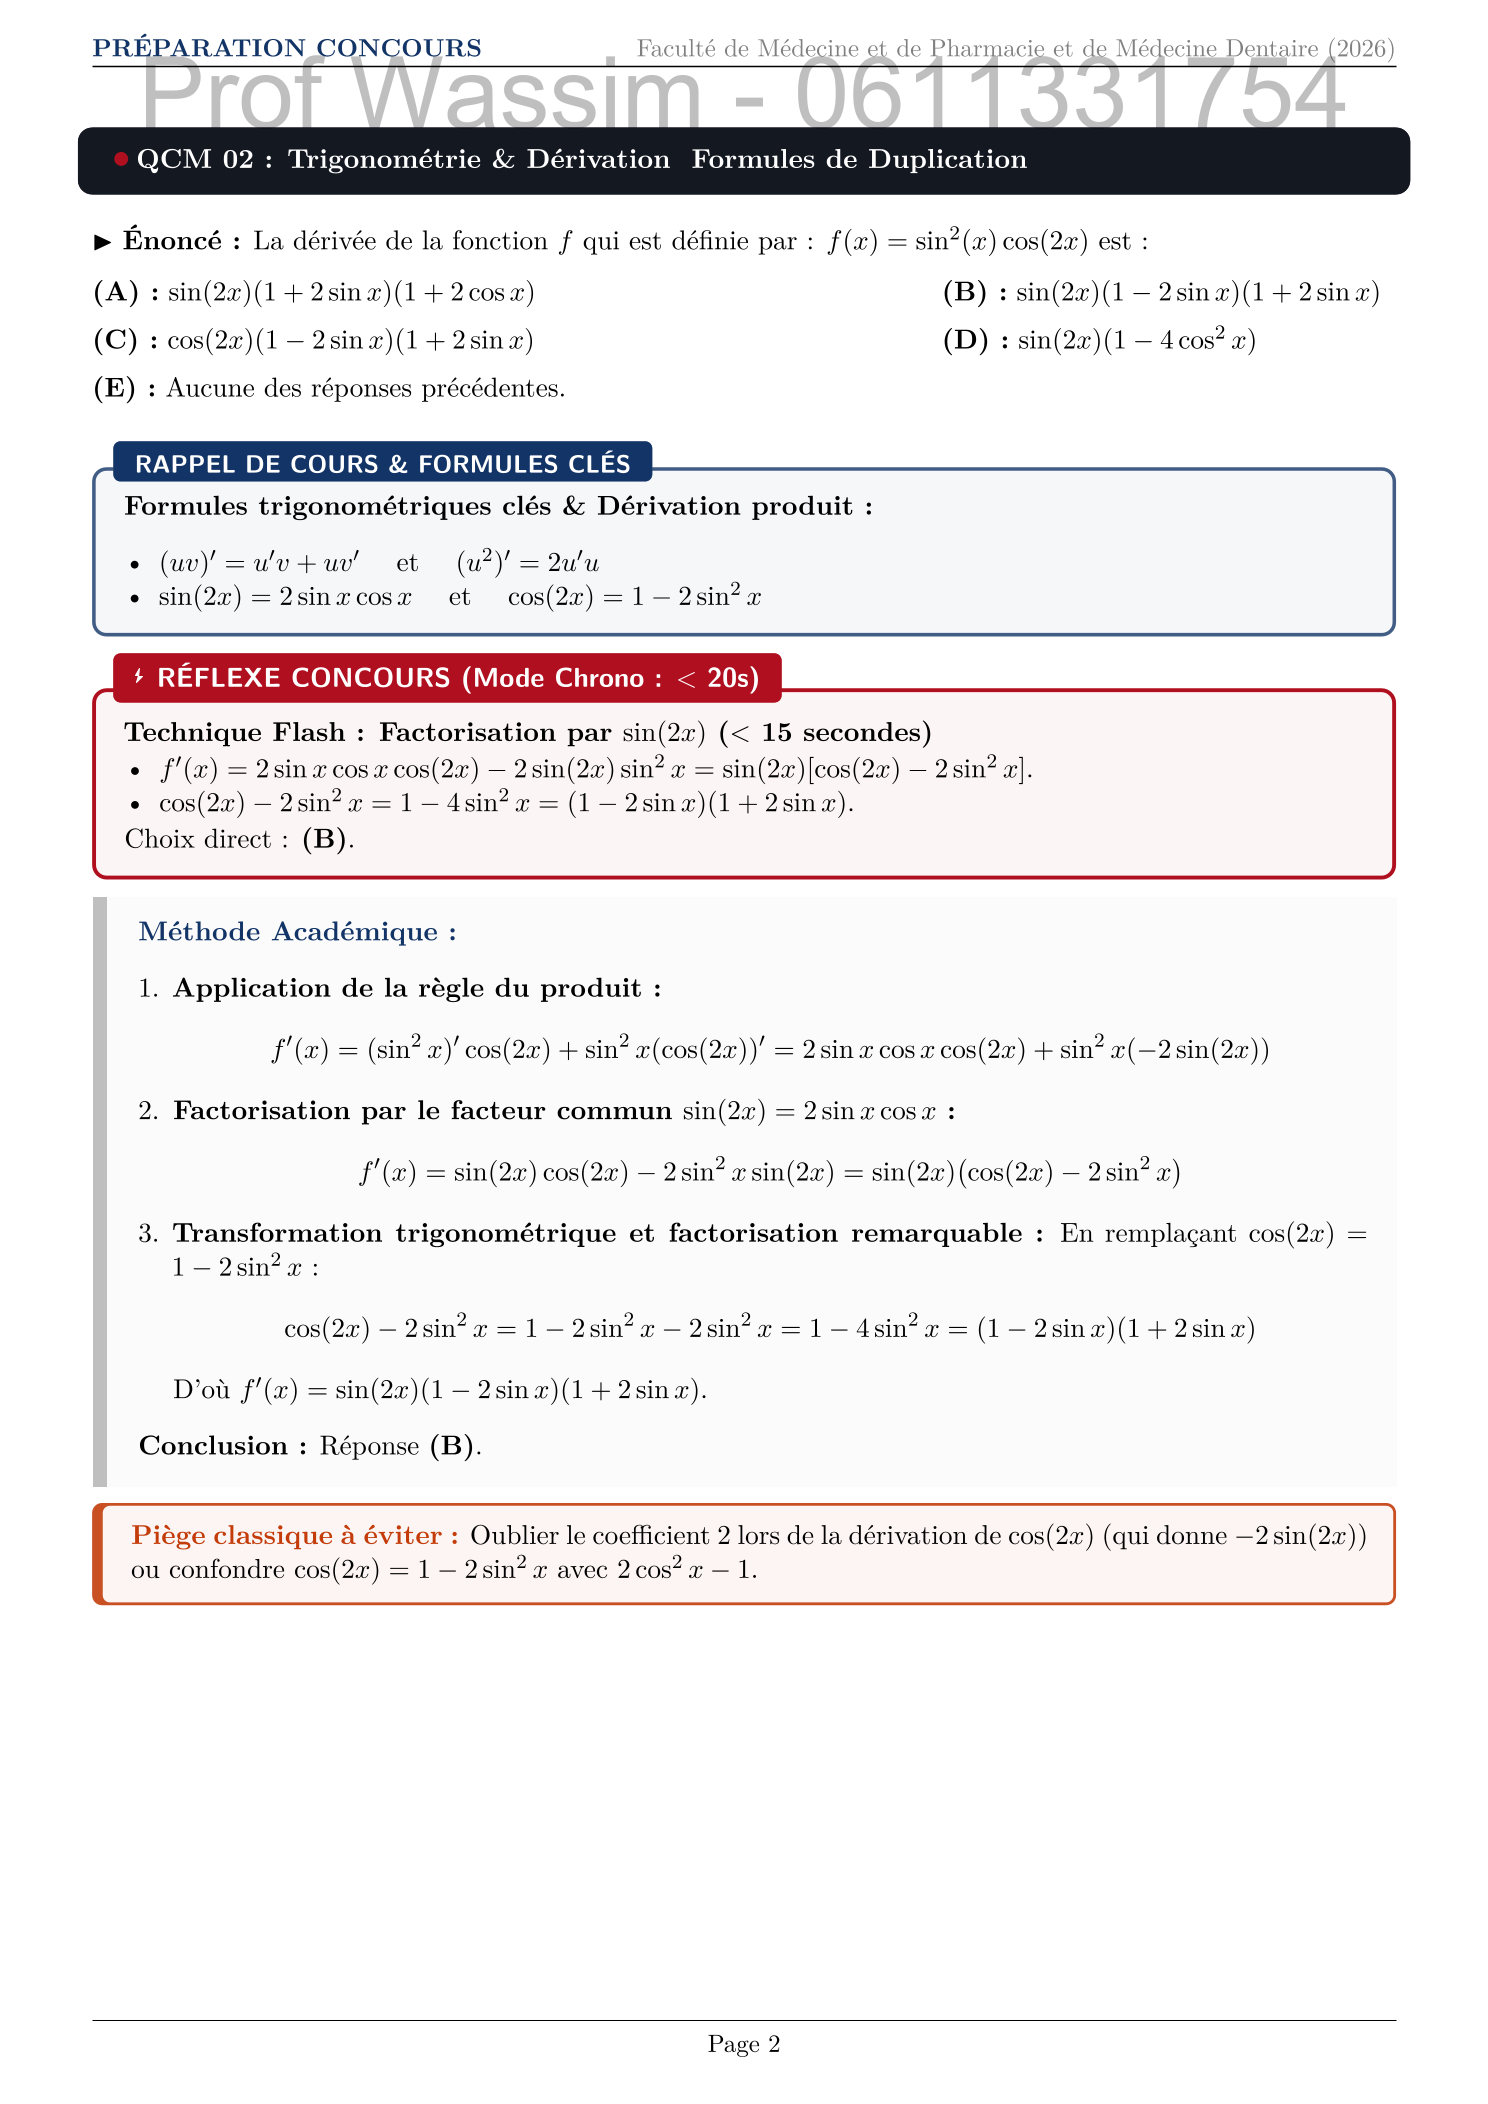 PRÉPARATION CONCOURS Faculté de Médecine et de Pharmacie et de Médecine Dentaire (2026)
Prof Wassim - 0611331754
QCM 02 : Trigonométrie & Dérivation Formules de Duplication
▶ Énoncé : La dérivée de la fonction f qui est définie par : f(x) = sin²(x) cos(2x) est :
(A) : sin(2x)(1 + 2 sin x)(1 + 2 cos x) (B) : sin(2x)(1 − 2 sin x)(1 + 2 sin x)
(C) : cos(2x)(1 − 2 sin x)(1 + 2 sin x) (D) : sin(2x)(1 − 4 cos² x)
(E) : Aucune des réponses précédentes.
RAPPEL DE COURS & FORMULES CLÉS
Formules trigonométriques clés & Dérivation produit :
• (uv)′ = u′v + uv′ et (u²)′ = 2u′u
• sin(2x) = 2 sin x cos x et cos(2x) = 1 − 2 sin² x
RÉFLEXE CONCOURS (Mode Chrono : < 20s)
Technique Flash : Factorisation par sin(2x) (< 15 secondes)
• f′(x) = 2 sin x cos x cos(2x) − 2 sin(2x) sin² x = sin(2x)[cos(2x) − 2 sin² x].
• cos(2x) − 2 sin² x = 1 − 4 sin² x = (1 − 2 sin x)(1 + 2 sin x).
Choix direct : (B).
Méthode Académique :
1. Application de la règle du produit :
f′(x) = (sin² x)′ cos(2x) + sin² x(cos(2x))′ = 2 sin x cos x cos(2x) + sin² x(−2 sin(2x))
2. Factorisation par le facteur commun sin(2x) = 2 sin x cos x :
f′(x) = sin(2x) cos(2x) − 2 sin² x sin(2x) = sin(2x)(cos(2x) − 2 sin² x)
3. Transformation trigonométrique et factorisation remarquable : En remplaçant cos(2x) =
1 − 2 sin² x :
cos(2x) − 2 sin² x = 1 − 2 sin² x − 2 sin² x = 1 − 4 sin² x = (1 − 2 sin x)(1 + 2 sin x)
D'où f′(x) = sin(2x)(1 − 2 sin x)(1 + 2 sin x).
Conclusion : Réponse (B).
Piège classique à éviter : Oublier le coefficient 2 lors de la dérivation de cos(2x) (qui donne −2 sin(2x))
ou confondre cos(2x) = 1 − 2 sin² x avec 2 cos² x − 1.
Page 2